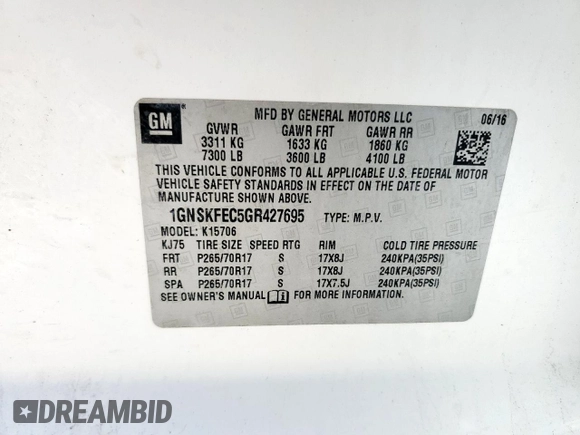 GM
MFD BY GENERAL MOTORS LLC 06/16
GVWR GAWR FRT GAWR RR
3311 KG 1633 KG 1860 KG
7300 LB 3600 LB 4100 LB
THIS VEHICLE CONFORMS TO ALL APPLICABLE U.S. FEDERAL MOTOR
VEHICLE SAFETY STANDARDS IN EFFECT ON THE DATE OF
MANUFACTURE SHOWN ABOVE.
1GNSKFEC5GR427695 TYPE: M.P.V.
MODEL: K15706
KJ75 TIRE SIZE SPEED RTG RIM COLD TIRE PRESSURE
FRT P265/70R17 S 17X8J 240KPA(35PSI)
RR P265/70R17 S 17X8J 240KPA(35PSI)
SPA P265/70R17 S 17X7.5J 240KPA(35PSI)
SEE OWNER'S MANUAL FOR MORE INFORMATION.
DREAMBID